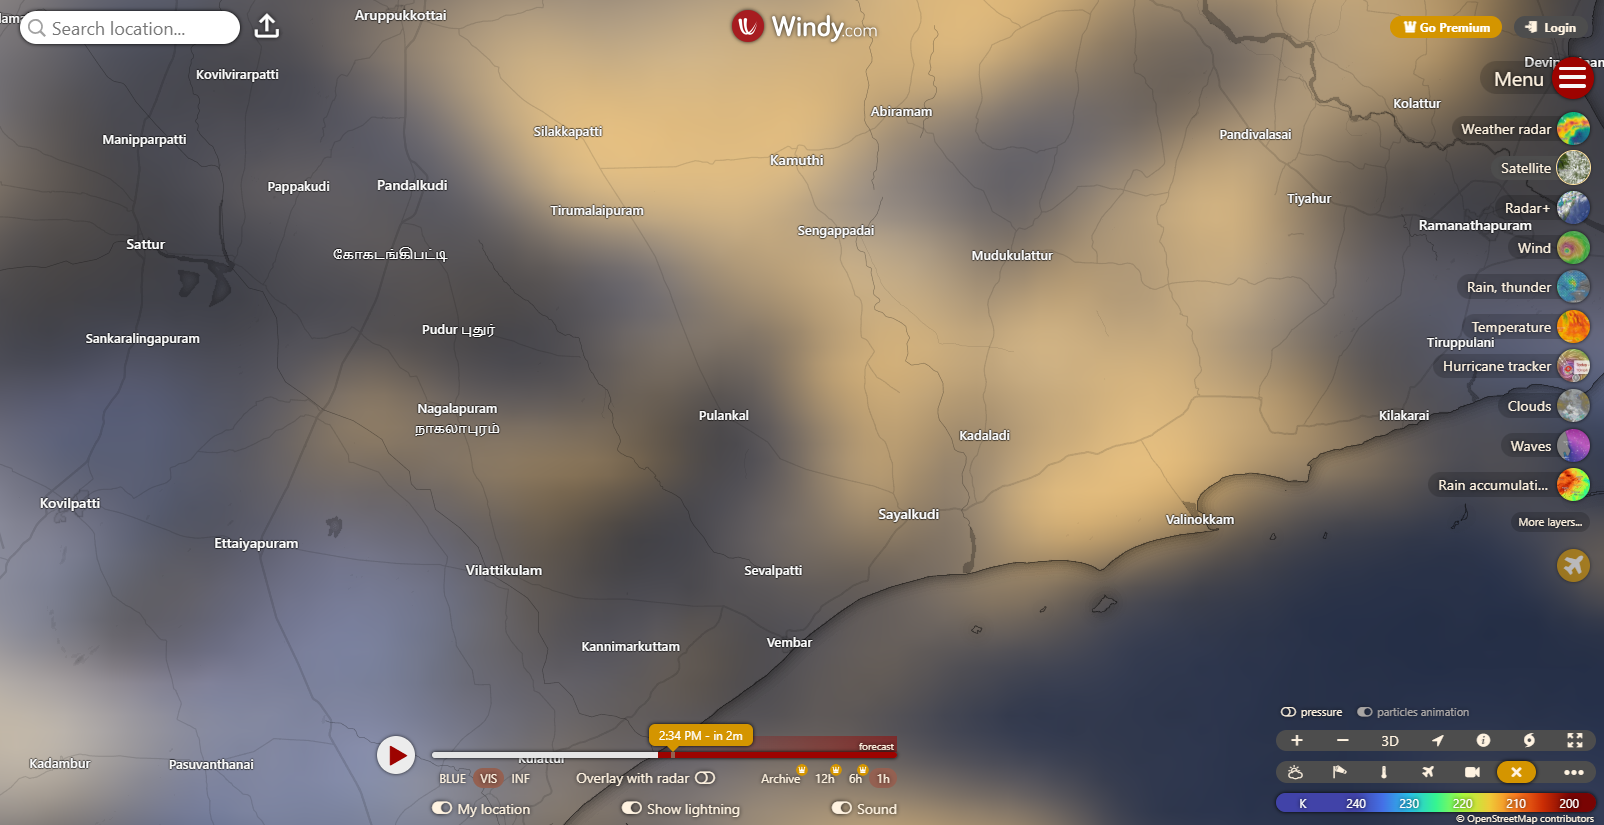 Search location...
Aruppukkottai
Windy.com
Go Premium
Login
Kovilvirarpatti
Menu
Abiramam
Kolattur
Silakkapatti
Weather radar
Manipparpatti
Pandivalasai
Kamuthi
Satellite
Pappakudi
Pandalkudi
Tiyahur
Radar+
Tirumalaipuram
Ramanathapuram
Sengappadai
Sattur
Wind
கோகடங்கிபட்டி
Mudukulattur
Rain, thunder
Temperature
Pudur புதுர்
Sankaralingapuram
Tiruppulani
Hurricane tracker
Clouds
Nagalapuram
நாகலாபுரம்
Pulankal
Kilakarai
Kadaladi
Waves
Rain accumulati...
Kovilpatti
Sayalkudi
Valinokkam
More layers...
Ettaiyapuram
Vilattikulam
Sevalpatti
Kannimarkuttam
Vembar
pressure
particles animation
2:34 PM - in 2m
forecast
3D
Kadambur
Pasuvanthanai
Kulattur
BLUE VIS INF
Overlay with radar
Archive 12h 6h 1h
My location
Show lightning
Sound
K 240 230 220 210 200
© OpenStreetMap contributors